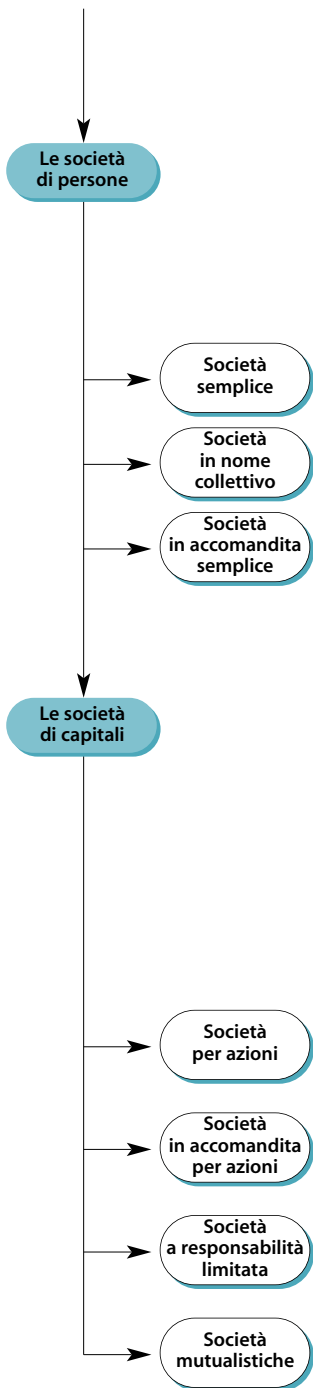 Le società
di persone
Società
semplice
Società
in nome
collettivo
Società
in accomandita
semplice
Le società
di capitali
Società
per azioni
Società
in accomandita
per azioni
Società
a responsabilità
limitata
Società
mutualistiche